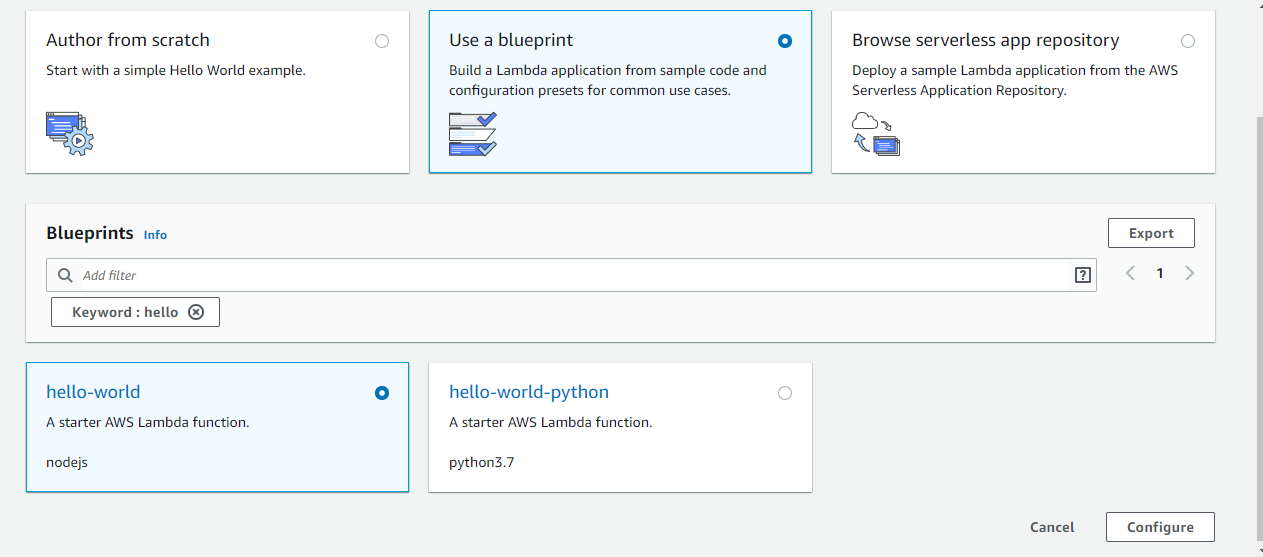 Author from scratch
Start with a simple Hello World example.
Use a blueprint
Build a Lambda application from sample code and
configuration presets for common use cases.
Browse serverless app repository
Deploy a sample Lambda application from the AWS
Serverless Application Repository.
Blueprints Info
Export
Add filter
?
1
Keyword : hello
hello-world
A starter AWS Lambda function.
nodejs
hello-world-python
A starter AWS Lambda function.
python3.7
Cancel
Configure